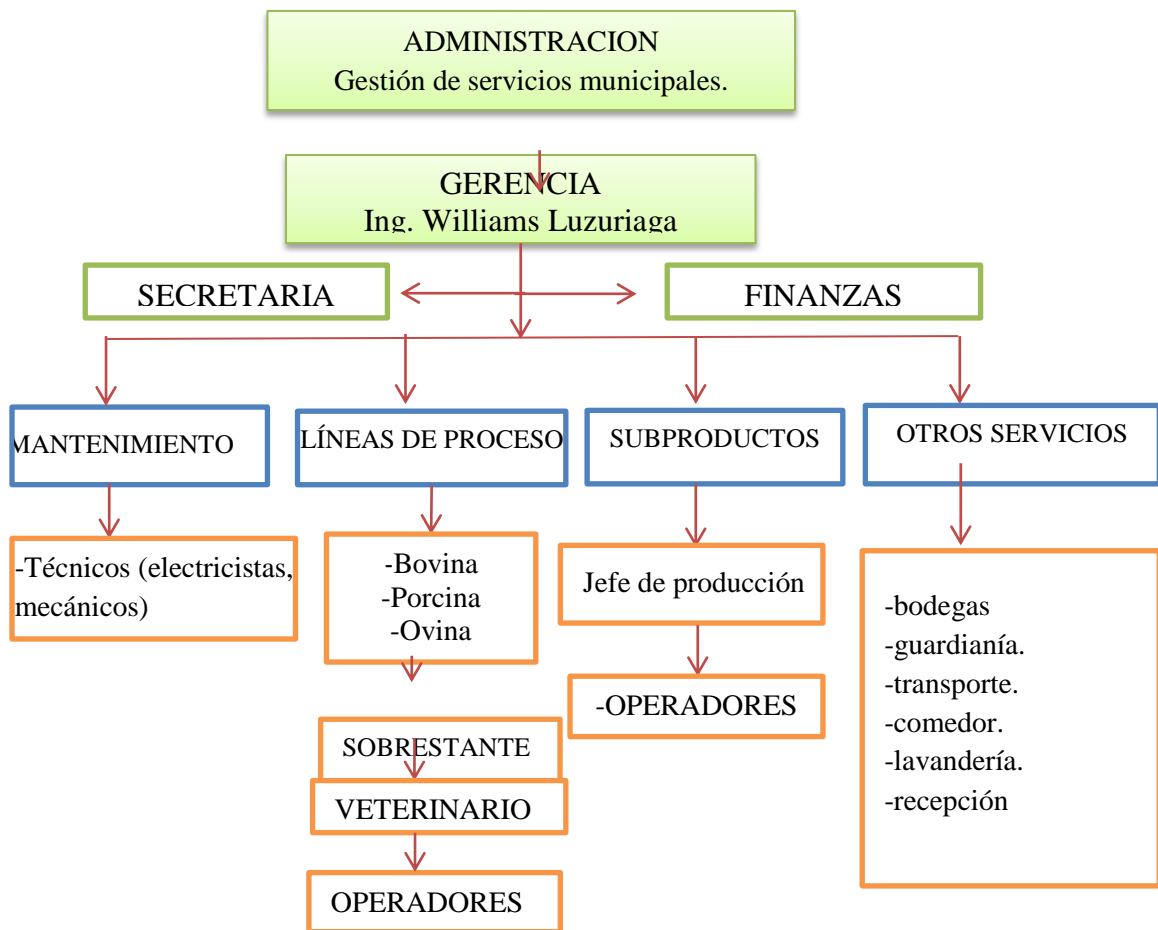 ADMINISTRACION
Gestión de servicios municipales.
GERENCIA
Ing. Williams Luzuriaga
SECRETARIA
FINANZAS
MANTENIMIENTO
LÍNEAS DE PROCESO
SUBPRODUCTOS
OTROS SERVICIOS
-Técnicos (electricistas,
mecánicos)
-Bovina
-Porcina
-Ovina
SOBRESTANTE
VETERINARIO
OPERADORES
Jefe de producción
-OPERADORES
-bodegas
-guardianía.
-transporte.
-comedor.
-lavandería.
-recepción